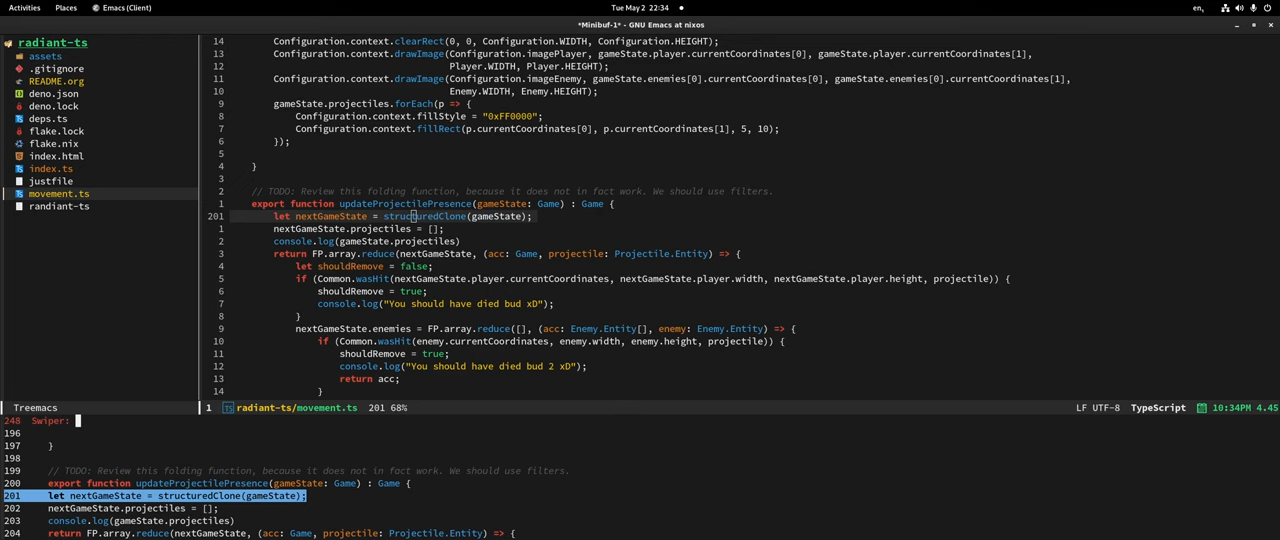 Activities Places Emacs (Client) Tue May 2 22:34 en,
*Minibuf-1* - GNU Emacs at nixos
radiant-ts
assets
.gitignore
README.org
deno.json
deno.lock
deps.ts
flake.lock
flake.nix
index.html
index.ts
justfile
movement.ts
randiant-ts
14 Configuration.context.clearRect(0, 0, Configuration.WIDTH, Configuration.HEIGHT);
13 Configuration.context.drawImage(Configuration.imagePlayer, gameState.player.currentCoordinates[0], gameState.player.currentCoordinates[1],
12 Player.WIDTH, Player.HEIGHT);
11 Configuration.context.drawImage(Configuration.imageEnemy, gameState.enemies[0].currentCoordinates[0], gameState.enemies[0].currentCoordinates[1],
10 Enemy.WIDTH, Enemy.HEIGHT);
9 gameState.projectiles.forEach(p => {
8 Configuration.context.fillStyle = "0xFF0000";
7 Configuration.context.fillRect(p.currentCoordinates[0], p.currentCoordinates[1], 5, 10);
6 });
5
4 }
3
2 // TODO: Review this folding function, because it does not in fact work. We should use filters.
1 export function updateProjectilePresence(gameState: Game) : Game {
201 let nextGameState = structuredClone(gameState);
1 nextGameState.projectiles = [];
2 console.log(gameState.projectiles)
3 return FP.array.reduce(nextGameState, (acc: Game, projectile: Projectile.Entity) => {
4 let shouldRemove = false;
5 if (Common.wasHit(nextGameState.player.currentCoordinates, nextGameState.player.width, nextGameState.player.height, projectile)) {
6 shouldRemove = true;
7 console.log("You should have died bud xD");
8 }
9 nextGameState.enemies = FP.array.reduce([], (acc: Enemy.Entity[], enemy: Enemy.Entity) => {
10 if (Common.wasHit(enemy.currentCoordinates, enemy.width, enemy.height, projectile)) {
11 shouldRemove = true;
12 console.log("You should have died bud 2 xD");
13 return acc;
14 }
Treemacs 1 radiant-ts/movement.ts 201 68% LF UTF-8 TypeScript 10:34PM 4.45
248 Swiper:
196
197 }
198
199 // TODO: Review this folding function, because it does not in fact work. We should use filters.
200 export function updateProjectilePresence(gameState: Game) : Game {
201 let nextGameState = structuredClone(gameState);
202 nextGameState.projectiles = [];
203 console.log(gameState.projectiles)
204 return FP.array.reduce(nextGameState, (acc: Game, projectile: Projectile.Entity) => {